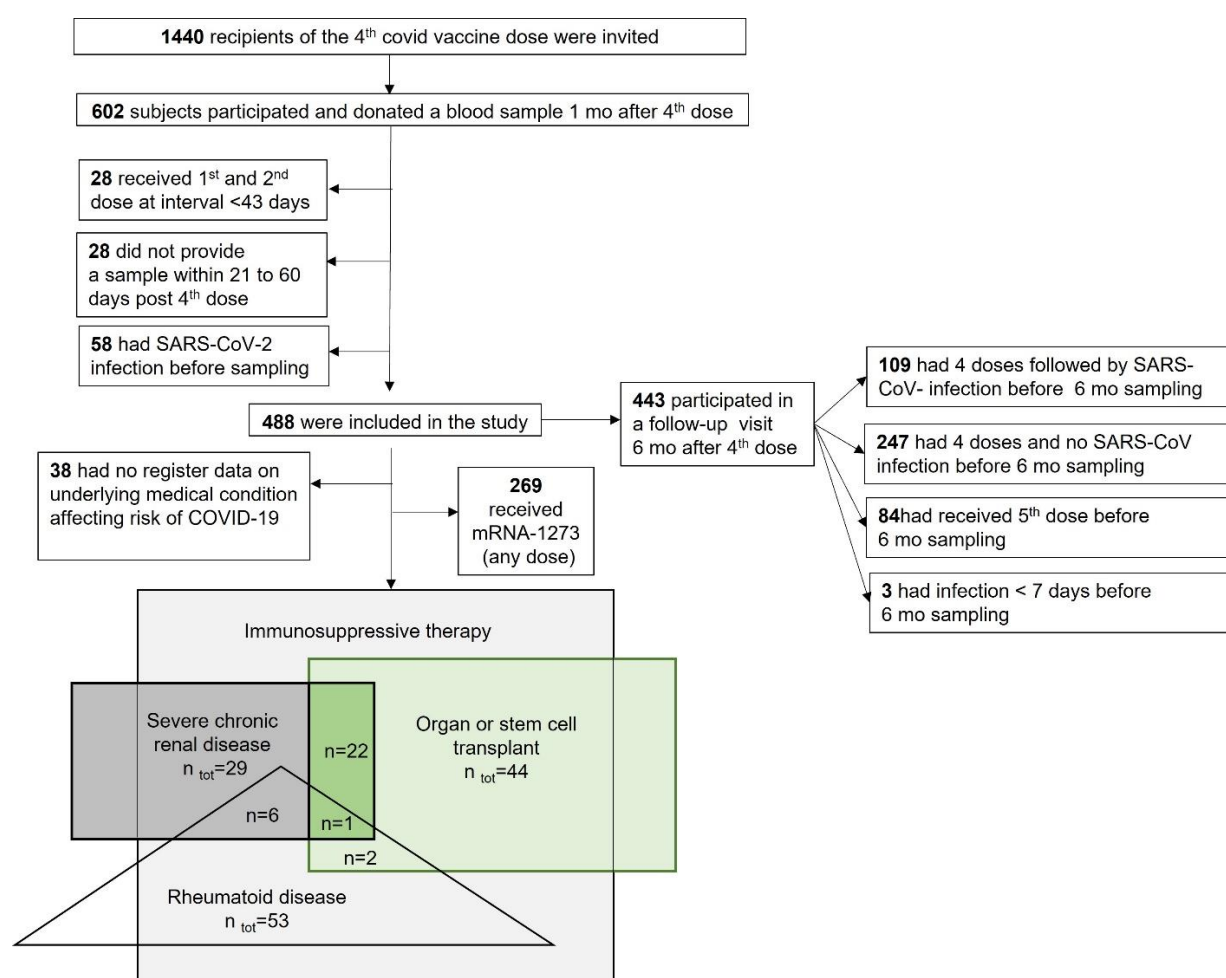 1440 recipients of the 4th covid vaccine dose were invited
602 subjects participated and donated a blood sample 1 mo after 4th dose
28 received 1st and 2nd
dose at interval <43 days
28 did not provide
a sample within 21 to 60
days post 4th dose
58 had SARS-CoV-2
infection before sampling
488 were included in the study
443 participated in
a follow-up visit
6 mo after 4th dose
109 had 4 doses followed by SARS-
CoV- infection before 6 mo sampling
247 had 4 doses and no SARS-CoV
infection before 6 mo sampling
84had received 5th dose before
6 mo sampling
3 had infection < 7 days before
6 mo sampling
38 had no register data on
underlying medical condition
affecting risk of COVID-19
269
received
mRNA-1273
(any dose)
Immunosuppressive therapy
Severe chronic
renal disease
n tot=29
n=22
Organ or stem cell
transplant
n tot=44
n=6
n=1
n=2
Rheumatoid disease
n tot=53